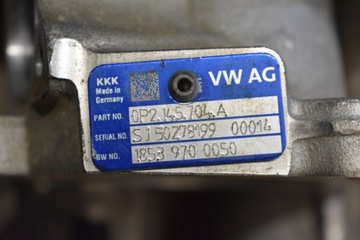 KKK
VW AG
Made in
Germany
PART NO. 0P2.145.704.A
SERIAL NO. SJ50278199 00014
BW NO. 1853 970 0050